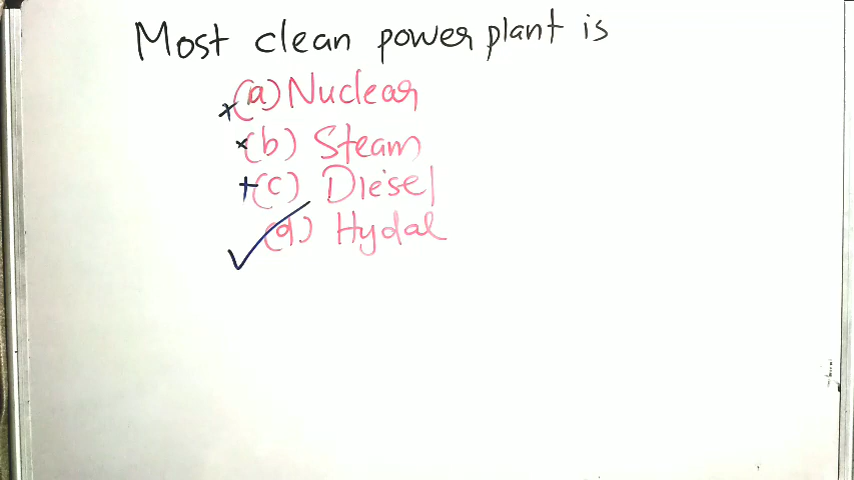 Most clean power plant is
(a) Nuclear
(b) Steam
(c) Diesel
(d) Hydal